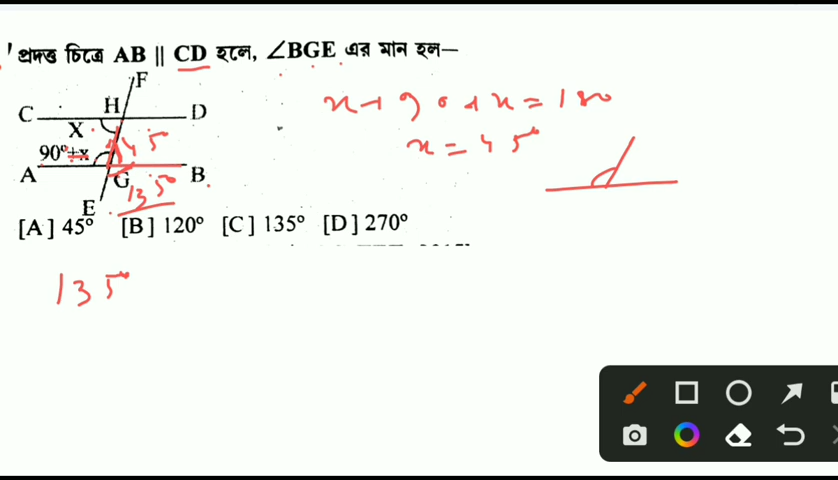 প্রদত্ত চিত্রে AB || CD হলে, ∠BGE এর মান হল—
F
C H D
X
45
90°+x
A G B
135°
E
[A] 45° [B] 120° [C] 135° [D] 270°
x+90+x=180
x=45°
135°